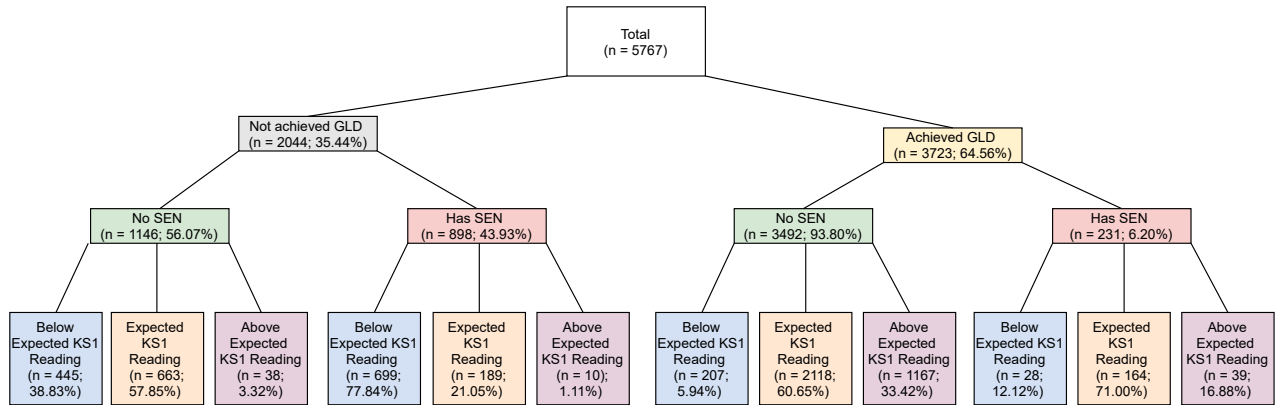 Total
(n = 5767)
Not achieved GLD
(n = 2044; 35.44%)
Achieved GLD
(n = 3723; 64.56%)
No SEN
(n = 1146; 56.07%)
Has SEN
(n = 898; 43.93%)
No SEN
(n = 3492; 93.80%)
Has SEN
(n = 231; 6.20%)
Below
Expected KS1
Reading
(n = 445;
38.83%)
Expected
KS1
Reading
(n = 663;
57.85%)
Above
Expected
KS1 Reading
(n = 38;
3.32%)
Below
Expected KS1
Reading
(n = 699;
77.84%)
Expected
KS1
Reading
(n = 189;
21.05%)
Above
Expected
KS1 Reading
(n = 10);
1.11%)
Below
Expected KS1
Reading
(n = 207;
5.94%)
Expected
KS1
Reading
(n = 2118;
60.65%)
Above
Expected
KS1 Reading
(n = 1167;
33.42%)
Below
Expected KS1
Reading
(n = 28;
12.12%)
Expected
KS1
Reading
(n = 164;
71.00%)
Above
Expected
KS1 Reading
(n = 39;
16.88%)